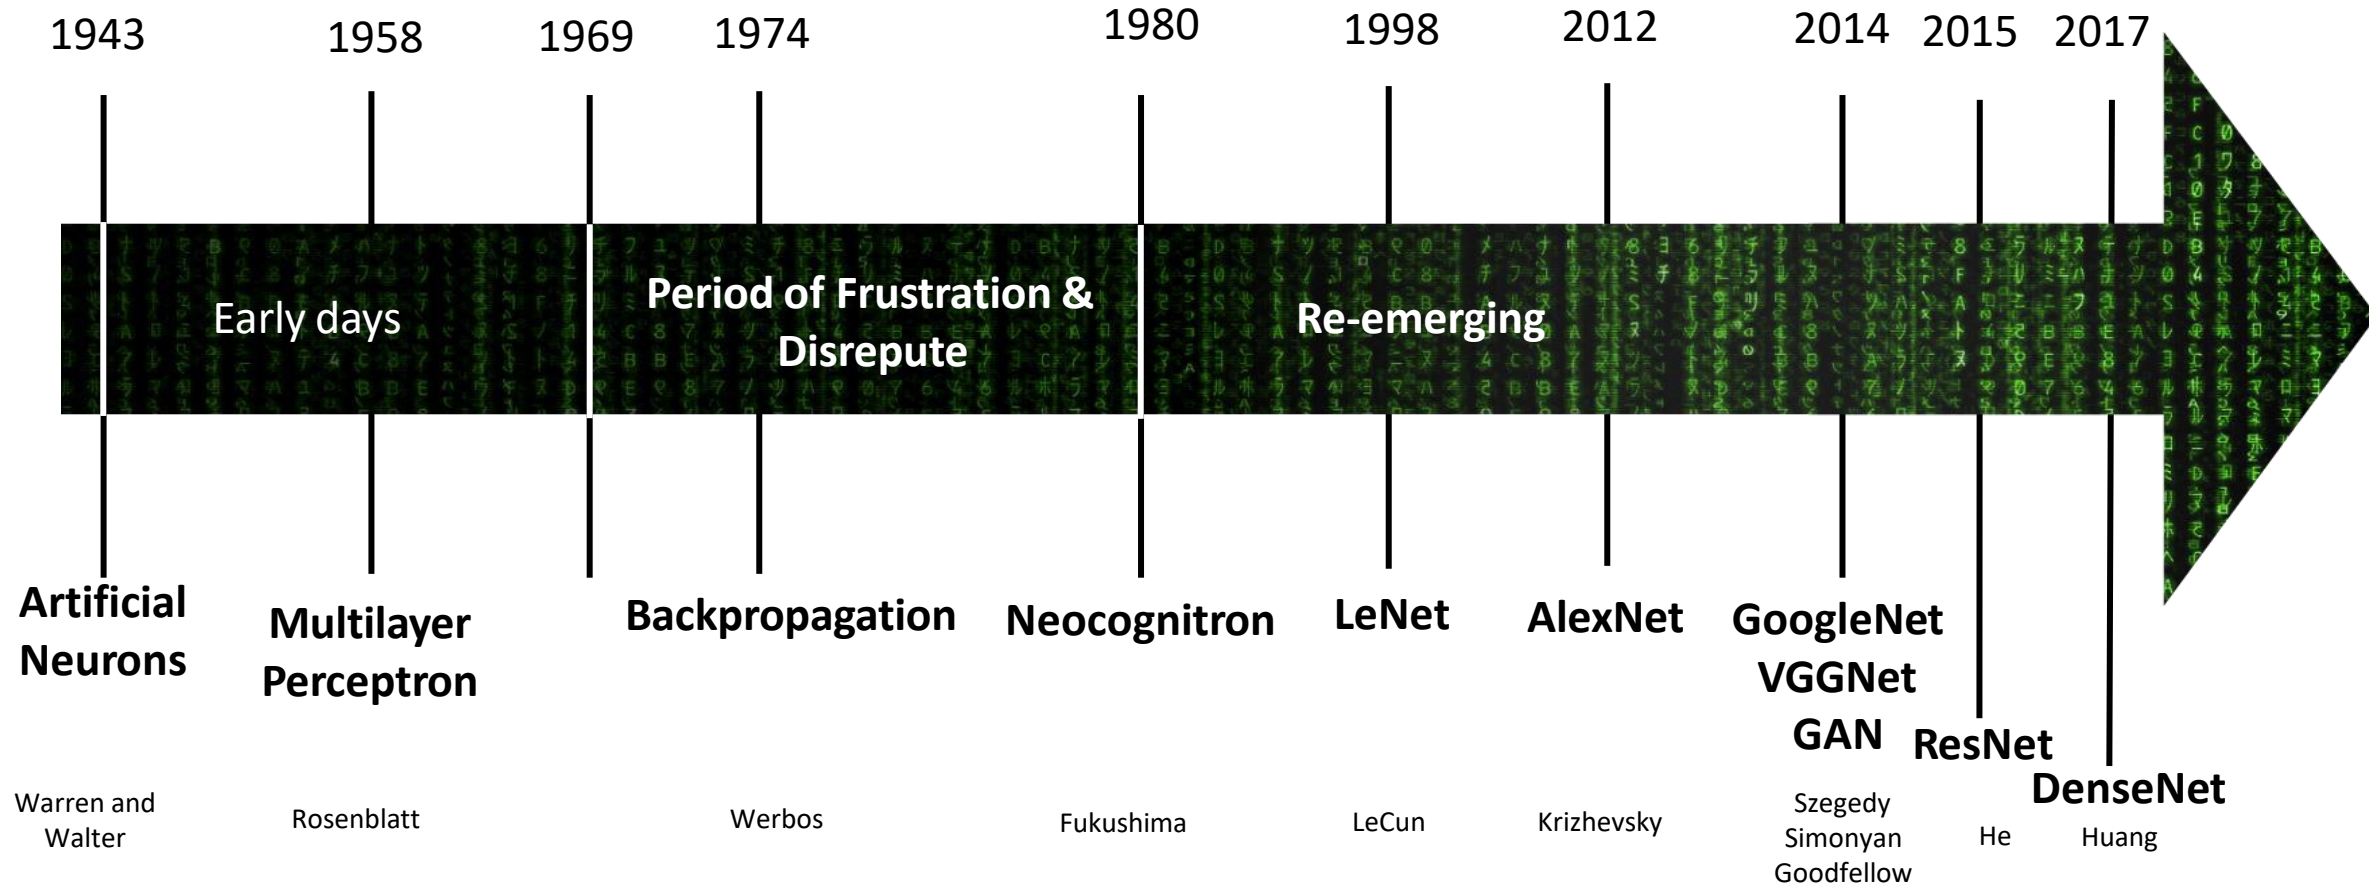 1943
1958
1969
1974
1980
1998
2012
2014
2015
2017
Early days
Period of Frustration &
Disrepute
Re-emerging
Artificial
Neurons
Multilayer
Perceptron
Backpropagation
Neocognitron
LeNet
AlexNet
GoogleNet
VGGNet
GAN
ResNet
DenseNet
Warren and
Walter
Rosenblatt
Werbos
Fukushima
LeCun
Krizhevsky
Szegedy
Simonyan
Goodfellow
He
Huang